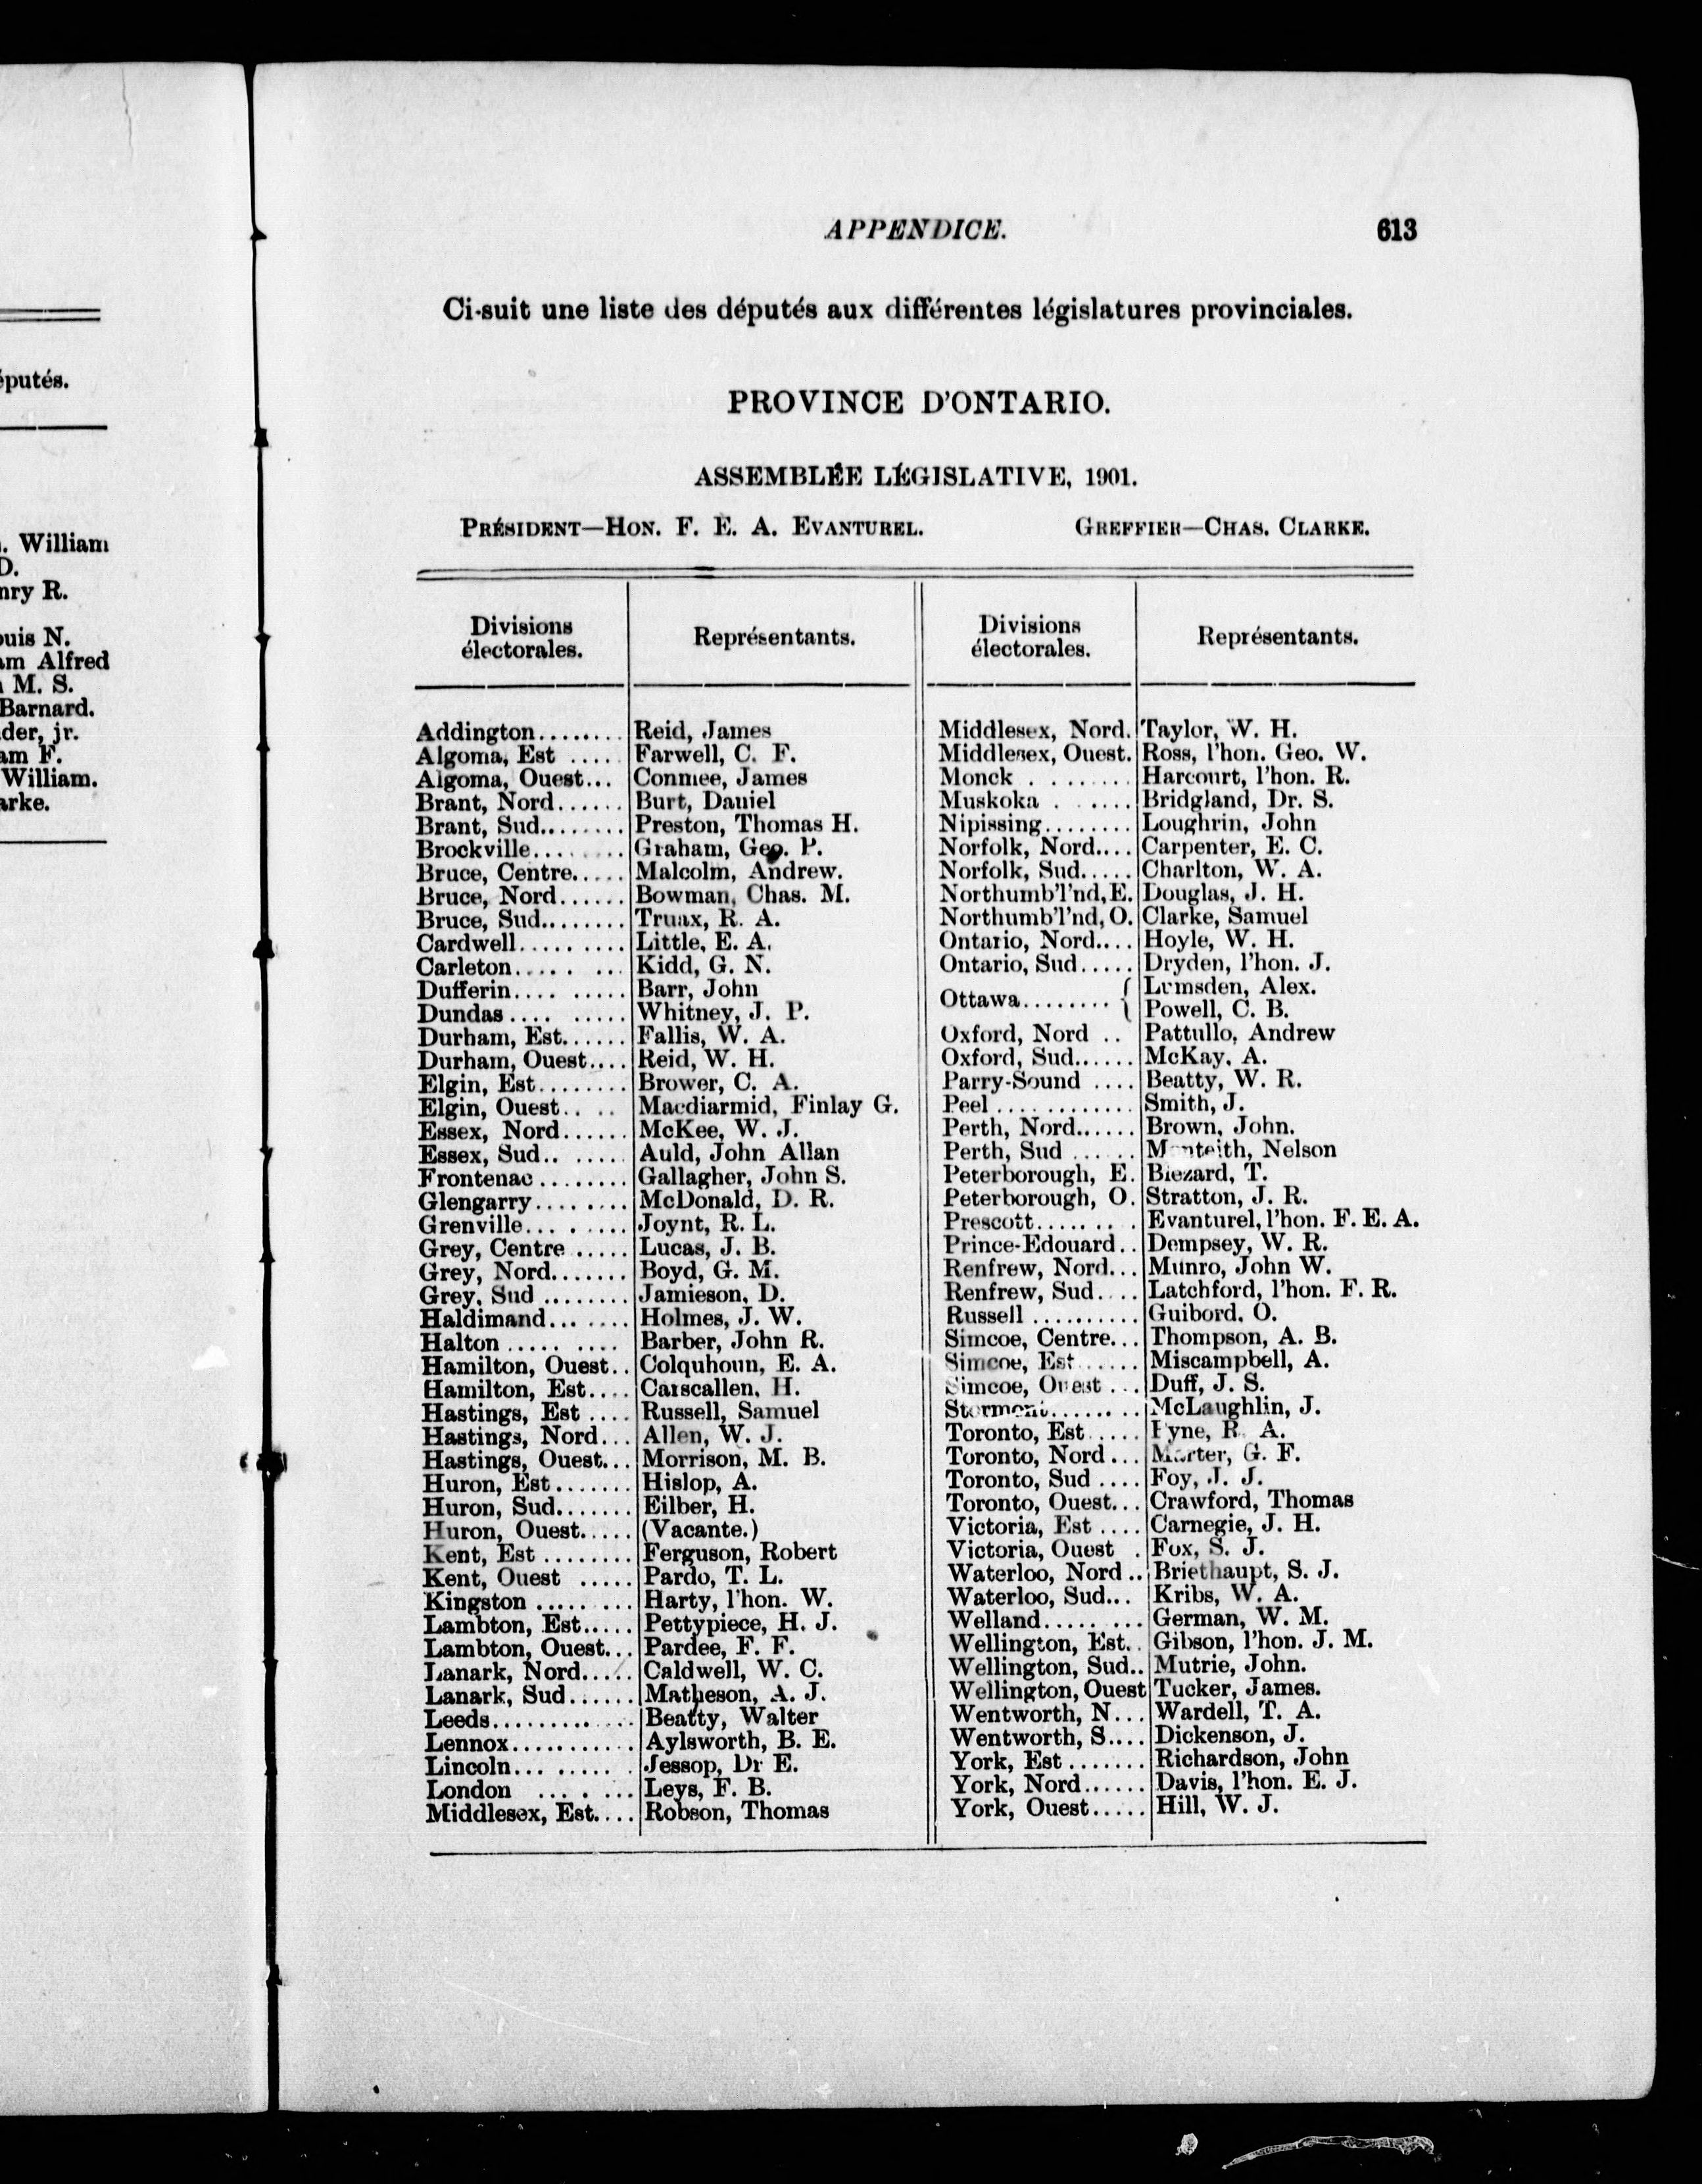 éputés.
William
D.
nry R.
ouis N.
am Alfred
M. S.
Barnard.
der, jr.
am F.
William.
arke.
APPENDICE. 613
Ci-suit une liste des députés aux différentes législatures provinciales.
PROVINCE D'ONTARIO.
ASSEMBLÉE LÉGISLATIVE, 1901.
PRÉSIDENT—HON. F. E. A. EVANTUREL. GREFFIER—CHAS. CLARKE.
Divisions électorales. Représentants. Divisions électorales. Représentants.
Addington........ Reid, James
Algoma, Est ..... Farwell, C. F.
Algoma, Ouest... Conmee, James
Brant, Nord...... Burt, Daniel
Brant, Sud........ Preston, Thomas H.
Brockville......... Graham, Geo. P.
Bruce, Centre..... Malcolm, Andrew.
Bruce, Nord...... Bowman, Chas. M.
Bruce, Sud........ Truax, R. A.
Cardwell.......... Little, E. A.
Carleton..... ... Kidd, G. N.
Dufferin.... ..... Barr, John
Dundas .... ..... Whitney, J. P.
Durham, Est...... Fallis, W. A.
Durham, Ouest.... Reid, W. H.
Elgin, Est........ Brower, C. A.
Elgin, Ouest.. .. Macdiarmid, Finlay G.
Essex, Nord...... McKee, W. J.
Essex, Sud.. ..... Auld, John Allan
Frontenac ........ Gallagher, John S.
Glengarry......... McDonald, D. R.
Grenville... ...... Joynt, R. L.
Grey, Centre ..... Lucas, J. B.
Grey, Nord....... Boyd, G. M.
Grey, Sud ........ Jamieson, D.
Haldimand... .... Holmes, J. W.
Halton ..... .... Barber, John R.
Hamilton, Ouest.. Colquhoun, E. A.
Hamilton, Est.... Carscallen, H.
Hastings, Est .... Russell, Samuel
Hastings, Nord... Allen, W. J.
Hastings, Ouest... Morrison, M. B.
Huron, Est....... Hislop, A.
Huron, Sud....... Eilber, H.
Huron, Ouest..... (Vacante.)
Kent, Est ........ Ferguson, Robert
Kent, Ouest ..... Pardo, T. L.
Kingston ......... Harty, l'hon. W.
Lambton, Est..... Pettypiece, H. J.
Lambton, Ouest... Pardee, F. F.
Lanark, Nord..... Caldwell, W. C.
Lanark, Sud...... Matheson, A. J.
Leeds............. Beatty, Walter
Lennox........... Aylsworth, B. E.
Lincoln... ...... Jessop, Dr E.
London ... . ... Leys, F. B.
Middlesex, Est.... Robson, Thomas
Middlesex, Nord. Taylor, W. H.
Middlesex, Ouest. Ross, l'hon. Geo. W.
Monck . ....... Harcourt, l'hon. R.
Muskoka . ..... Bridgland, Dr. S.
Nipissing........ Loughrin, John
Norfolk, Nord.... Carpenter, E. C.
Norfolk, Sud..... Charlton, W. A.
Northumb'l'nd, E. Douglas, J. H.
Northumb'l'nd, O. Clarke, Samuel
Ontario, Nord.... Hoyle, W. H.
Ontario, Sud..... Dryden, l'hon. J.
Ottawa........ { Lumsden, Alex.
Powell, C. B.
Oxford, Nord .. Pattullo, Andrew
Oxford, Sud...... McKay, A.
Parry-Sound .... Beatty, W. R.
Peel ............. Smith, J.
Perth, Nord...... Brown, John.
Perth, Sud ...... Monteith, Nelson
Peterborough, E. Biezard, T.
Peterborough, O. Stratton, J. R.
Prescott......... Evanturel, l'hon. F. E. A.
Prince-Edouard.. Dempsey, W. R.
Renfrew, Nord... Munro, John W.
Renfrew, Sud.... Latchford, l'hon. F. R.
Russell .......... Guibord, O.
Simcoe, Centre... Thompson, A. B.
Simcoe, Est...... Miscampbell, A.
Simcoe, Ouest ... Duff, J. S.
Stormont........ McLaughlin, J.
Toronto, Est..... Pyne, R. A.
Toronto, Nord... Marter, G. F.
Toronto, Sud .... Foy, J. J.
Toronto, Ouest... Crawford, Thomas
Victoria, Est .... Carnegie, J. H.
Victoria, Ouest . Fox, S. J.
Waterloo, Nord .. Briethaupt, S. J.
Waterloo, Sud... Kribs, W. A.
Welland..... ... German, W. M.
Wellington, Est.. Gibson, l'hon. J. M.
Wellington, Sud.. Mutrie, John.
Wellington, Ouest Tucker, James.
Wentworth, N... Wardell, T. A.
Wentworth, S.... Dickenson, J.
York, Est ....... Richardson, John
York, Nord...... Davis, l'hon. E. J.
York, Ouest..... Hill, W. J.